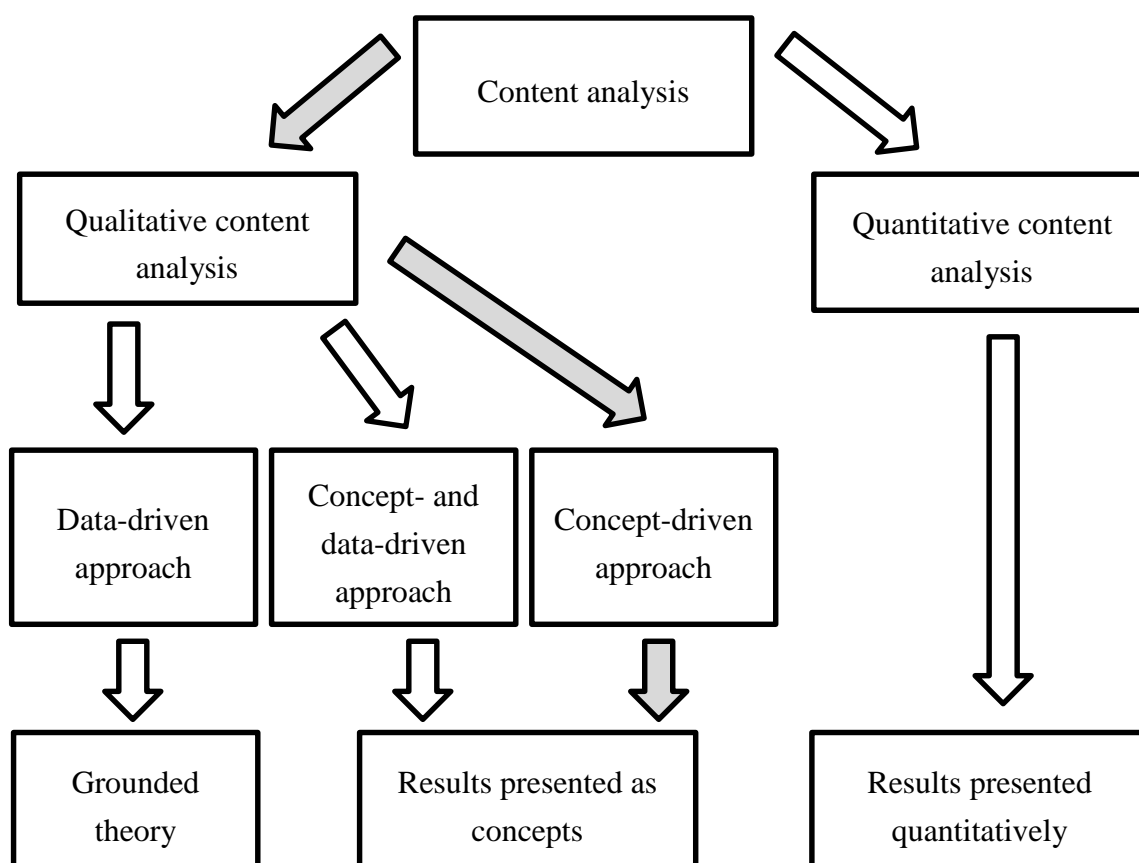 Content analysis
Qualitative content
analysis
Quantitative content
analysis
Data-driven
approach
Concept- and
data-driven
approach
Concept-driven
approach
Grounded
theory
Results presented as
concepts
Results presented
quantitatively